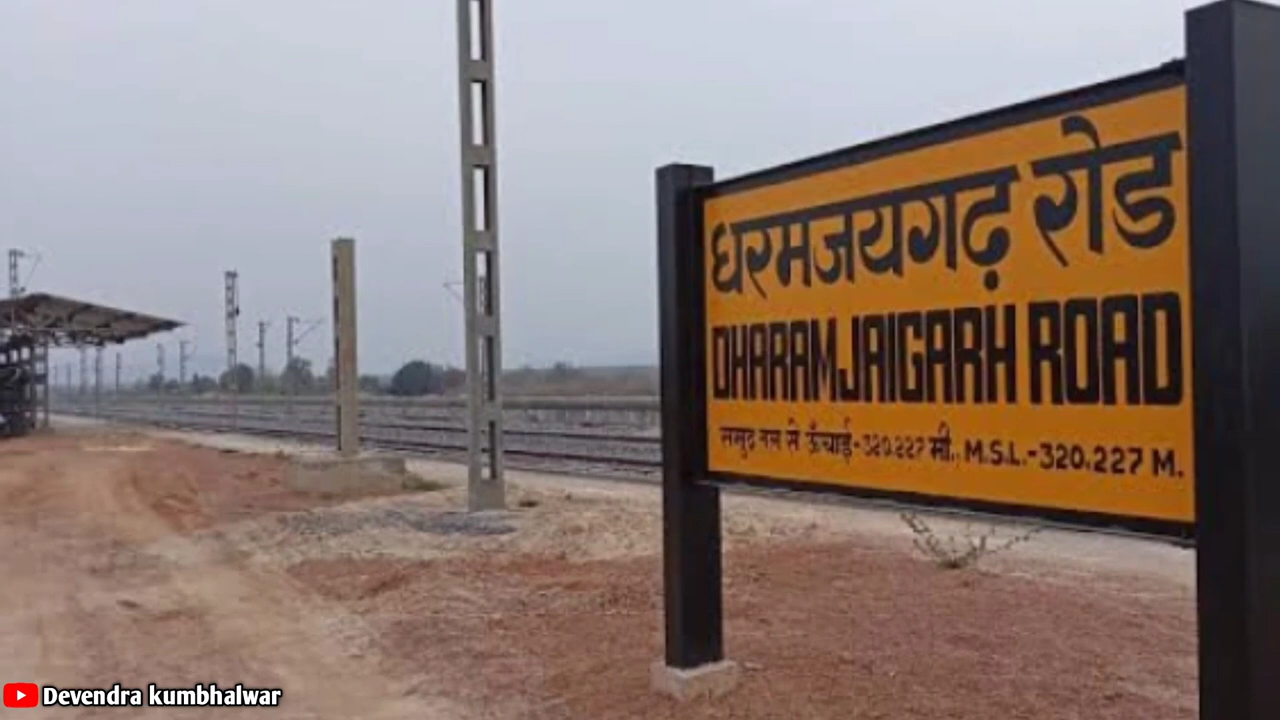 धरमजयगढ़ रोड
DHARAMJAIGARH ROAD
समुद्र तल से ऊँचाई-320.227 मी. M.S.L.-320.227 M.
Devendra kumbhalwar